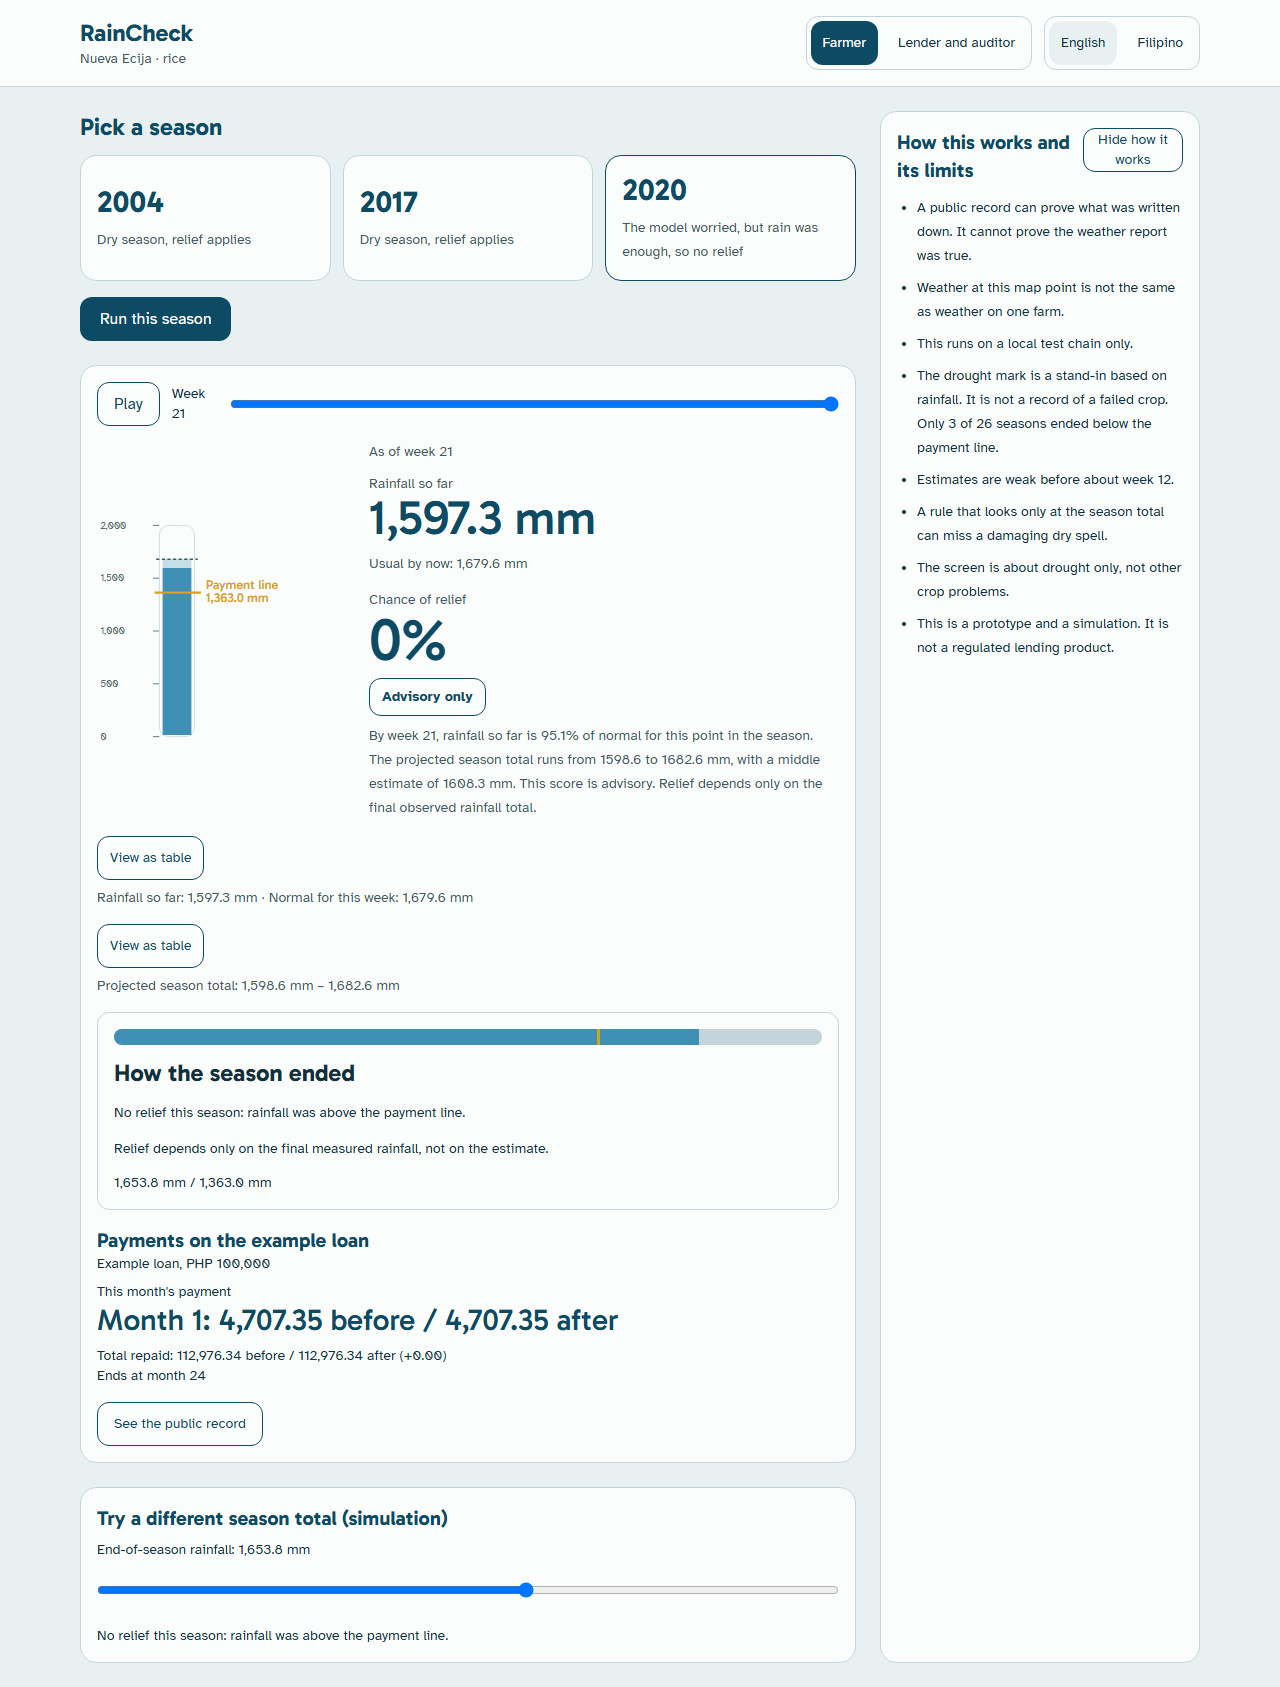 RainCheck
Nueva Ecija · rice
Farmer
Lender and auditor
English
Filipino
Pick a season
2004
Dry season, relief applies
2017
Dry season, relief applies
2020
The model worried, but rain was
enough, so no relief
Run this season
Play
Week
21
As of week 21
Rainfall so far
1,597.3 mm
Usual by now: 1,679.6 mm
Chance of relief
0%
Advisory only
By week 21, rainfall so far is 95.1% of normal for this point in the season.
The projected season total runs from 1598.6 to 1682.6 mm, with a middle
estimate of 1608.3 mm. This score is advisory. Relief depends only on the
final observed rainfall total.
2,000
1,500
1,000
500
0
Payment line
1,363.0 mm
View as table
Rainfall so far: 1,597.3 mm · Normal for this week: 1,679.6 mm
View as table
Projected season total: 1,598.6 mm – 1,682.6 mm
How the season ended
No relief this season: rainfall was above the payment line.
Relief depends only on the final measured rainfall, not on the estimate.
1,653.8 mm / 1,363.0 mm
Payments on the example loan
Example loan, PHP 100,000
This month's payment
Month 1: 4,707.35 before / 4,707.35 after
Total repaid: 112,976.34 before / 112,976.34 after (+0.00)
Ends at month 24
See the public record
Try a different season total (simulation)
End-of-season rainfall: 1,653.8 mm
No relief this season: rainfall was above the payment line.
How this works and
its limits
Hide how it
works
▪ A public record can prove what was written
down. It cannot prove the weather report
was true.
▪ Weather at this map point is not the same
as weather on one farm.
▪ This runs on a local test chain only.
▪ The drought mark is a stand-in based on
rainfall. It is not a record of a failed crop.
Only 3 of 26 seasons ended below the
payment line.
▪ Estimates are weak before about week 12.
▪ A rule that looks only at the season total
can miss a damaging dry spell.
▪ The screen is about drought only, not other
crop problems.
▪ This is a prototype and a simulation. It is
not a regulated lending product.